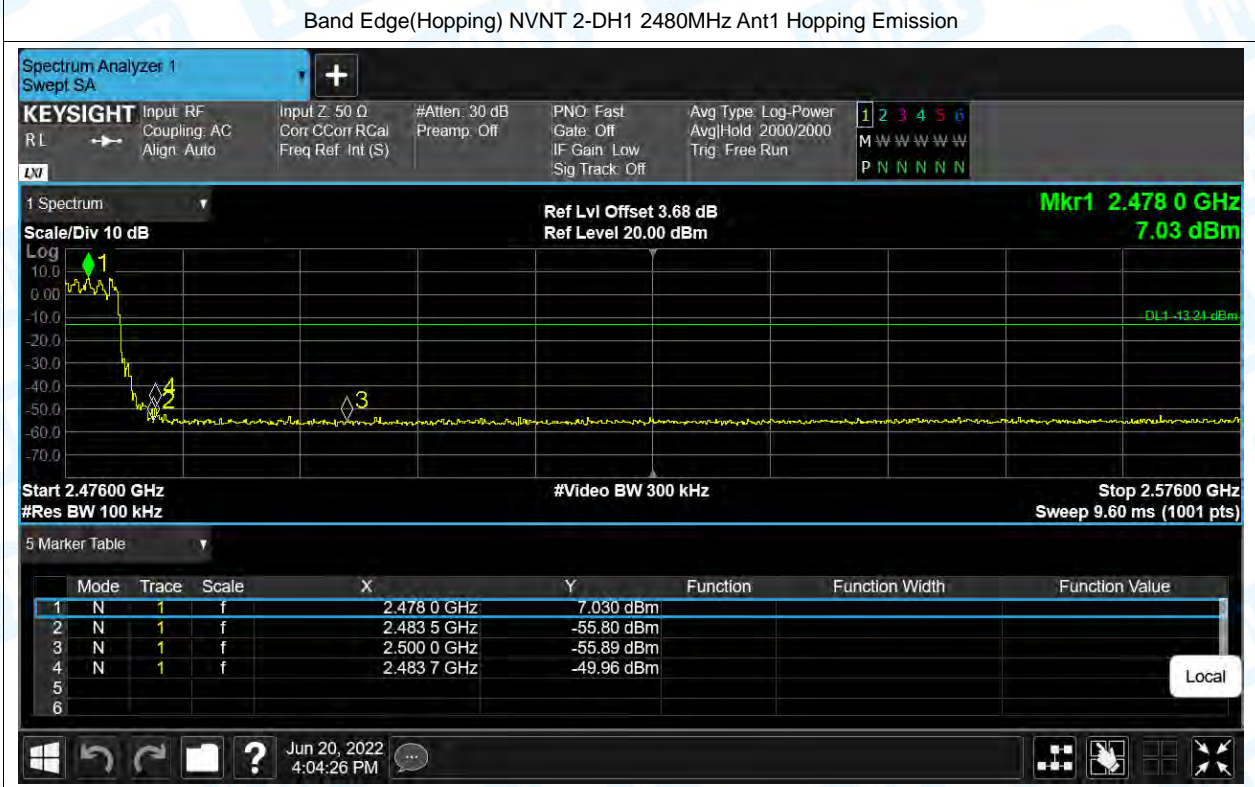 Band Edge(Hopping) NVNT 2-DH1 2480MHz Ant1 Hopping Emission
Spectrum Analyzer 1
Swept SA
+
KEYSIGHT Input: RF Input Z: 50 Ω #Atten: 30 dB PNO: Fast Avg Type: Log-Power 1 2 3 4 5 6
RL Coupling: AC Corr CCorr RCal Preamp: Off Gate: Off Avg|Hold: 2000/2000 M W W W W W
Align: Auto Freq Ref: Int (S) IF Gain: Low Trig: Free Run
LXI Sig Track: Off P N N N N N
1 Spectrum Ref Lvl Offset 3.68 dB Mkr1 2.478 0 GHz
Scale/Div 10 dB Ref Level 20.00 dBm 7.03 dBm
Log
10.0 1
0.00
-10.0 DL1 -13.21 dBm
-20.0
-30.0
-40.0 4
-50.0 2 3
-60.0
-70.0
Start 2.47600 GHz #Video BW 300 kHz Stop 2.57600 GHz
#Res BW 100 kHz Sweep 9.60 ms (1001 pts)
5 Marker Table
Mode Trace Scale X Y Function Function Width Function Value
1 N 1 f 2.478 0 GHz 7.030 dBm
2 N 1 f 2.483 5 GHz -55.80 dBm
3 N 1 f 2.500 0 GHz -55.89 dBm
4 N 1 f 2.483 7 GHz -49.96 dBm
5
6
Local
? Jun 20, 2022
4:04:26 PM